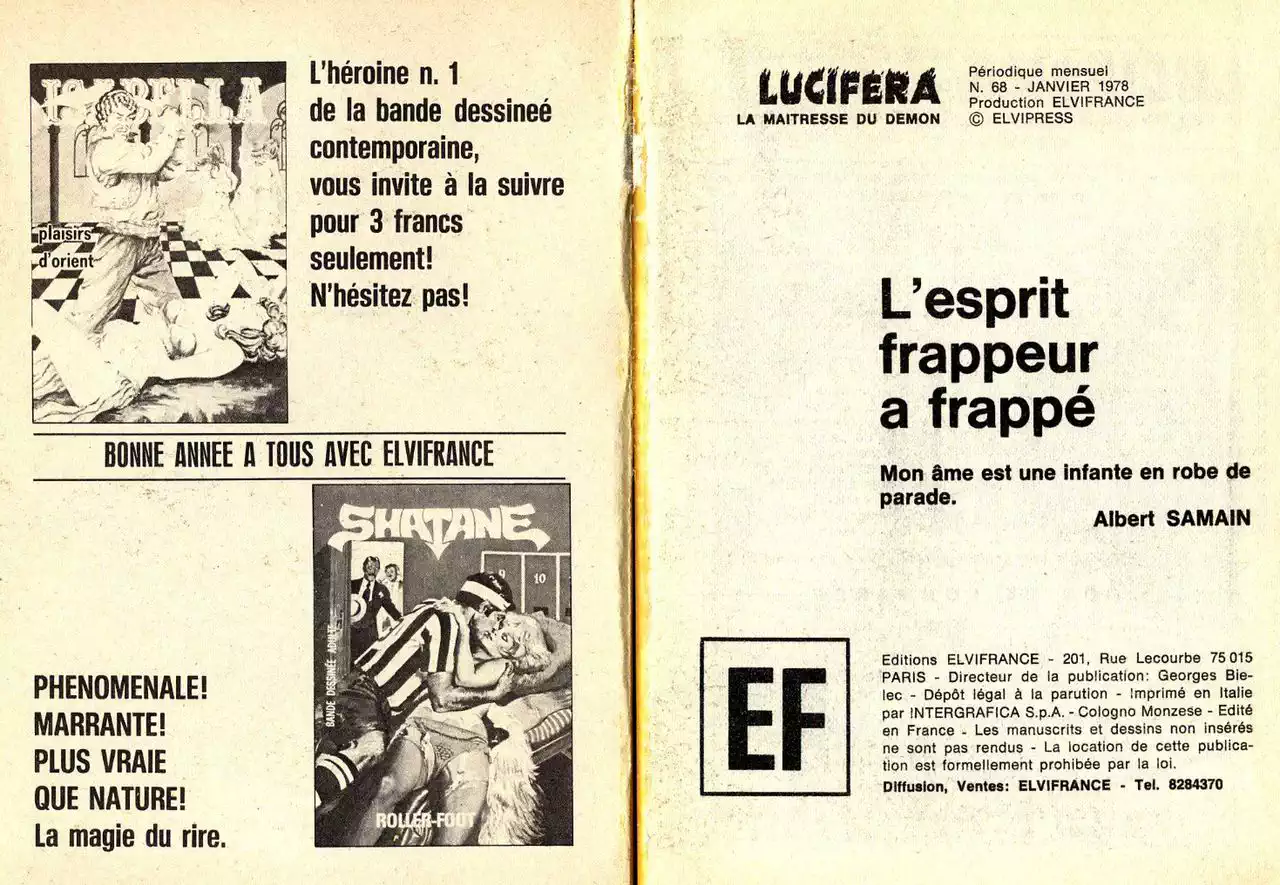 ISABELLA
plaisirs
d'orient
L'héroine n. 1
de la bande dessineé
contemporaine,
vous invite à la suivre
pour 3 francs
seulement!
N'hésitez pas!
BONNE ANNEE A TOUS AVEC ELVIFRANCE
PHENOMENALE!
MARRANTE!
PLUS VRAIE
QUE NATURE!
La magie du rire.
SHATANE
9
10
BANDE DESSINÉE ADULTE
ROLLER-FOOT
LUCIFERA
LA MAITRESSE DU DEMON
Périodique mensuel
N. 68 - JANVIER 1978
Production ELVIFRANCE
© ELVIPRESS
L'esprit
frappeur
a frappé
Mon âme est une infante en robe de
parade.
Albert SAMAIN
EF
Editions ELVIFRANCE - 201, Rue Lecourbe 75 015
PARIS - Directeur de la publication: Georges Bie-
lec - Dépôt légal à la parution - Imprimé en Italie
par INTERGRAFICA S.p.A. - Cologno Monzese - Edité
en France - Les manuscrits et dessins non insérés
ne sont pas rendus - La location de cette publica-
tion est formellement prohibée par la loi.
Diffusion, Ventes: ELVIFRANCE - Tel. 8284370